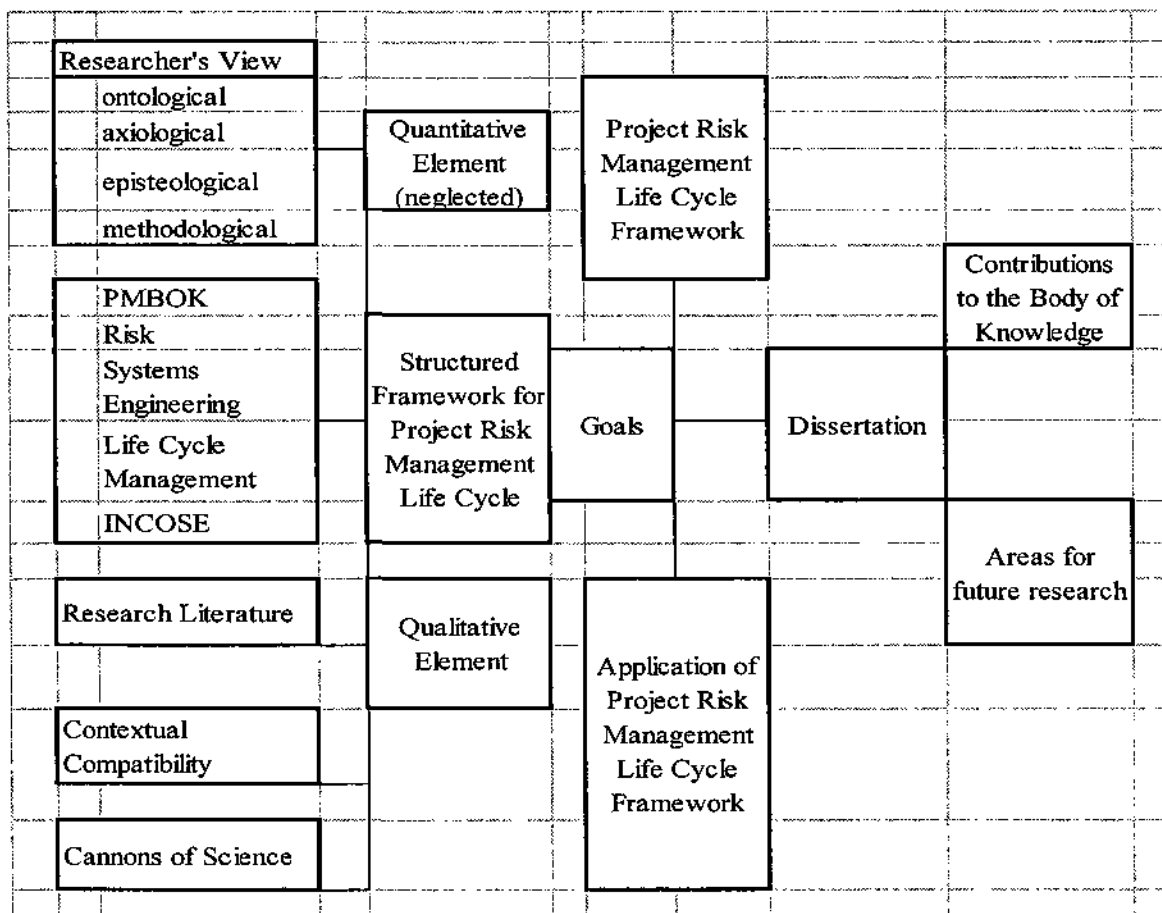 Researcher's View
ontological
axiological
episteological
methodological
PMBOK
Risk
Systems
Engineering
Life Cycle
Management
INCOSE
Research Literature
Contextual
Compatibility
Cannons of Science
Quantitative
Element
(neglected)
Structured
Framework for
Project Risk
Management
Life Cycle
Qualitative
Element
Goals
Project Risk
Management
Life Cycle
Framework
Application of
Project Risk
Management
Life Cycle
Framework
Dissertation
Contributions
to the Body of
Knowledge
Areas for
future research